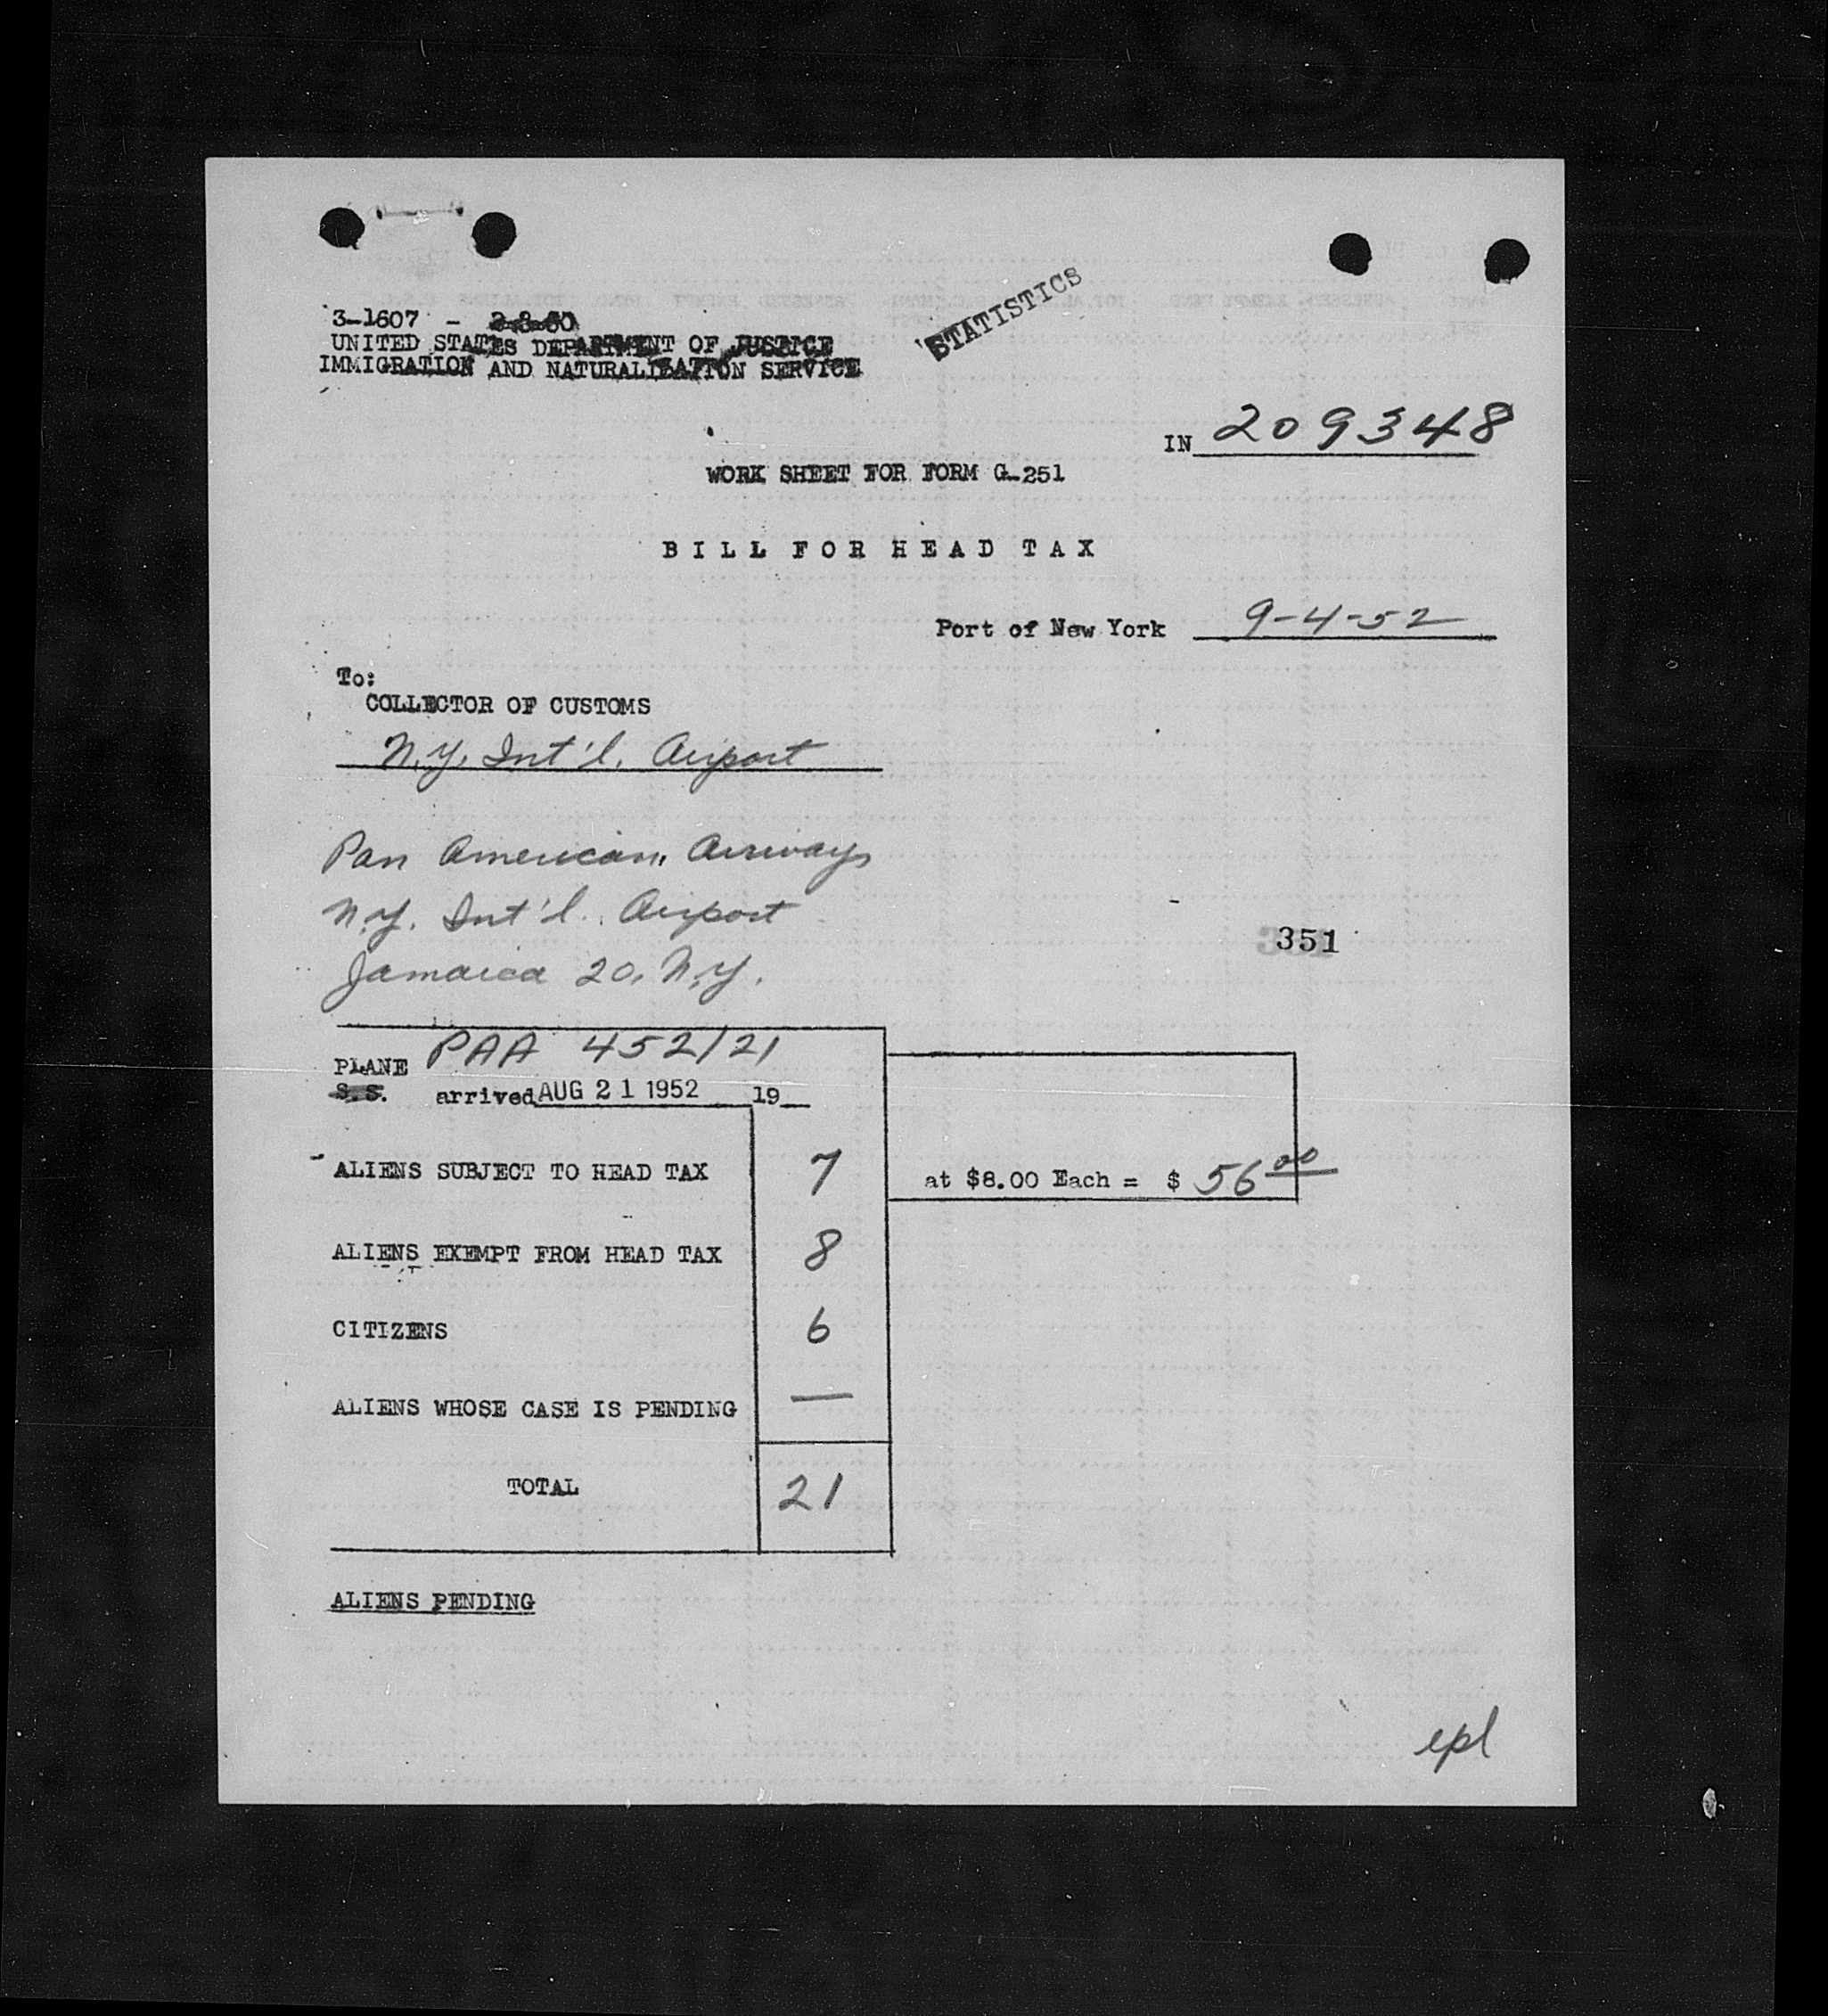 STATISTICS
3-1607 - 2-8-50
UNITED STATES DEPARTMENT OF JUSTICE
IMMIGRATION AND NATURALIZATION SERVICE
IN 209348
WORK SHEET FOR FORM G-251
BILL FOR HEAD TAX
Port of New York 9-4-52
To:
COLLECTOR OF CUSTOMS
N.Y. Int'l. Airport
Pan American Airways
N.Y. Int'l. Airport
351
Jamaica 20, N.Y.
PLANE PAA 452/21
S.S. arrived AUG 21 1952 19__
ALIENS SUBJECT TO HEAD TAX 7 at $8.00 Each = $ 56 00
ALIENS EXEMPT FROM HEAD TAX 8
CITIZENS 6
ALIENS WHOSE CASE IS PENDING —
TOTAL 21
ALIENS PENDING
epl